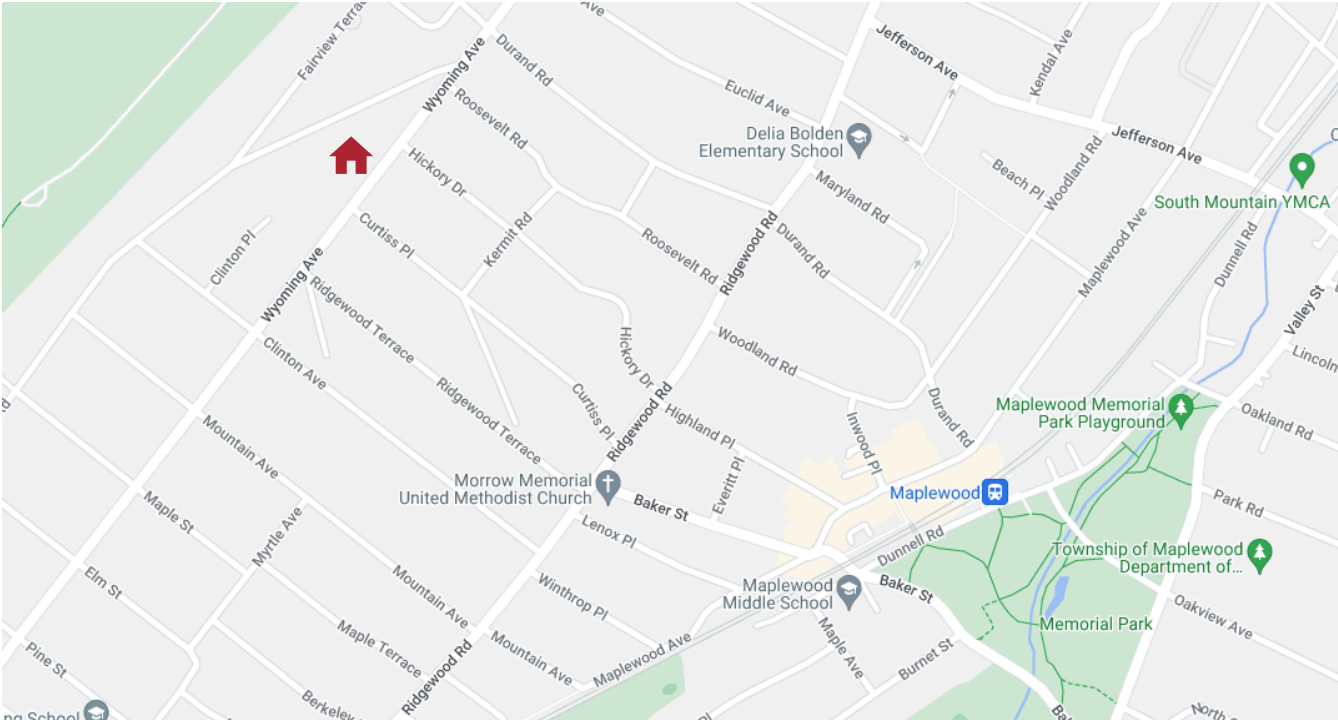 Fairview Terrac
Ave
Wyoming Ave
Durand Rd
Euclid Ave
Jefferson Ave
Kendal Ave
Roosevelt Rd
Delia Bolden
Elementary School
Jefferson Ave
Hickory Dr
Beach Pl
Woodland Rd
Maryland Rd
South Mountain YMCA
Curtiss Pl
Kermit Rd
Clinton Pl
Roosevelt Rd
Ridgewood Rd
Durand Rd
Maplewood Ave
Dunnell Rd
Wyoming Ave
Ridgewood Terrace
Valley St
Clinton Ave
Hickory Dr
Woodland Rd
Lincoln
Ridgewood Terrace
Curtiss Pl
Ridgewood Rd
Highland Pl
Inwood Pl
Durand Rd
Maplewood Memorial
Park Playground
Oakland Rd
Mountain Ave
Morrow Memorial
United Methodist Church
Everitt Pl
Maplewood
Maple St
Myrtle Ave
Baker St
Lenox Pl
Dunnell Rd
Park Rd
Township of Maplewood
Department of...
Elm St
Mountain Ave
Winthrop Pl
Maplewood
Middle School
Baker St
Oakview Ave
Memorial Park
Pine St
Maple Terrace
Mountain Ave
Maplewood Ave
Maple Ave
Burnet St
Ridgewood Rd
Berkeley
ng School
Pl
Ba
North